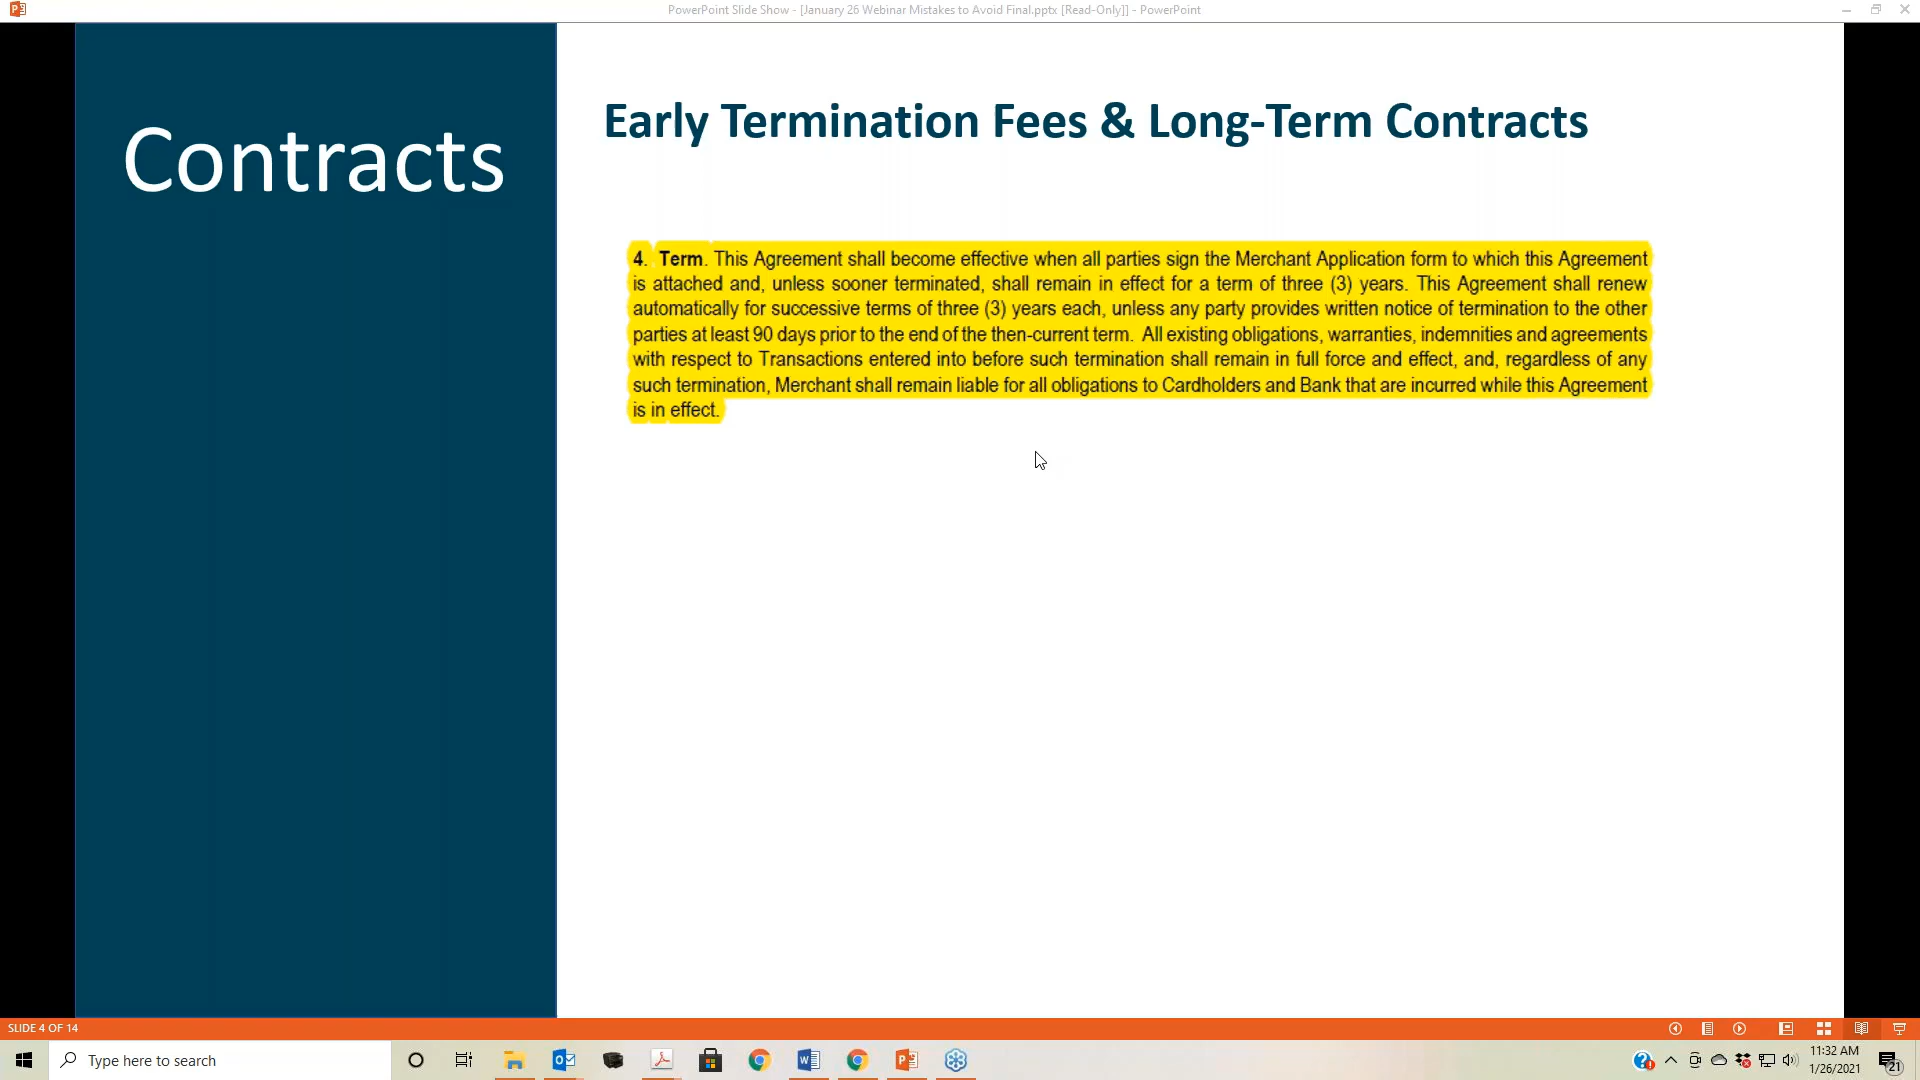 PowerPoint Slide Show - [January 26 Webinar Mistakes to Avoid Final.pptx [Read-Only]] - PowerPoint
Contracts
Early Termination Fees & Long-Term Contracts
4. Term. This Agreement shall become effective when all parties sign the Merchant Application form to which this Agreement
is attached and, unless sooner terminated, shall remain in effect for a term of three (3) years. This Agreement shall renew
automatically for successive terms of three (3) years each, unless any party provides written notice of termination to the other
parties at least 90 days prior to the end of the then-current term. All existing obligations, warranties, indemnities and agreements
with respect to Transactions entered into before such termination shall remain in full force and effect, and, regardless of any
such termination, Merchant shall remain liable for all obligations to Cardholders and Bank that are incurred while this Agreement
is in effect.
SLIDE 4 OF 14
Type here to search
11:32 AM
1/26/2021
21